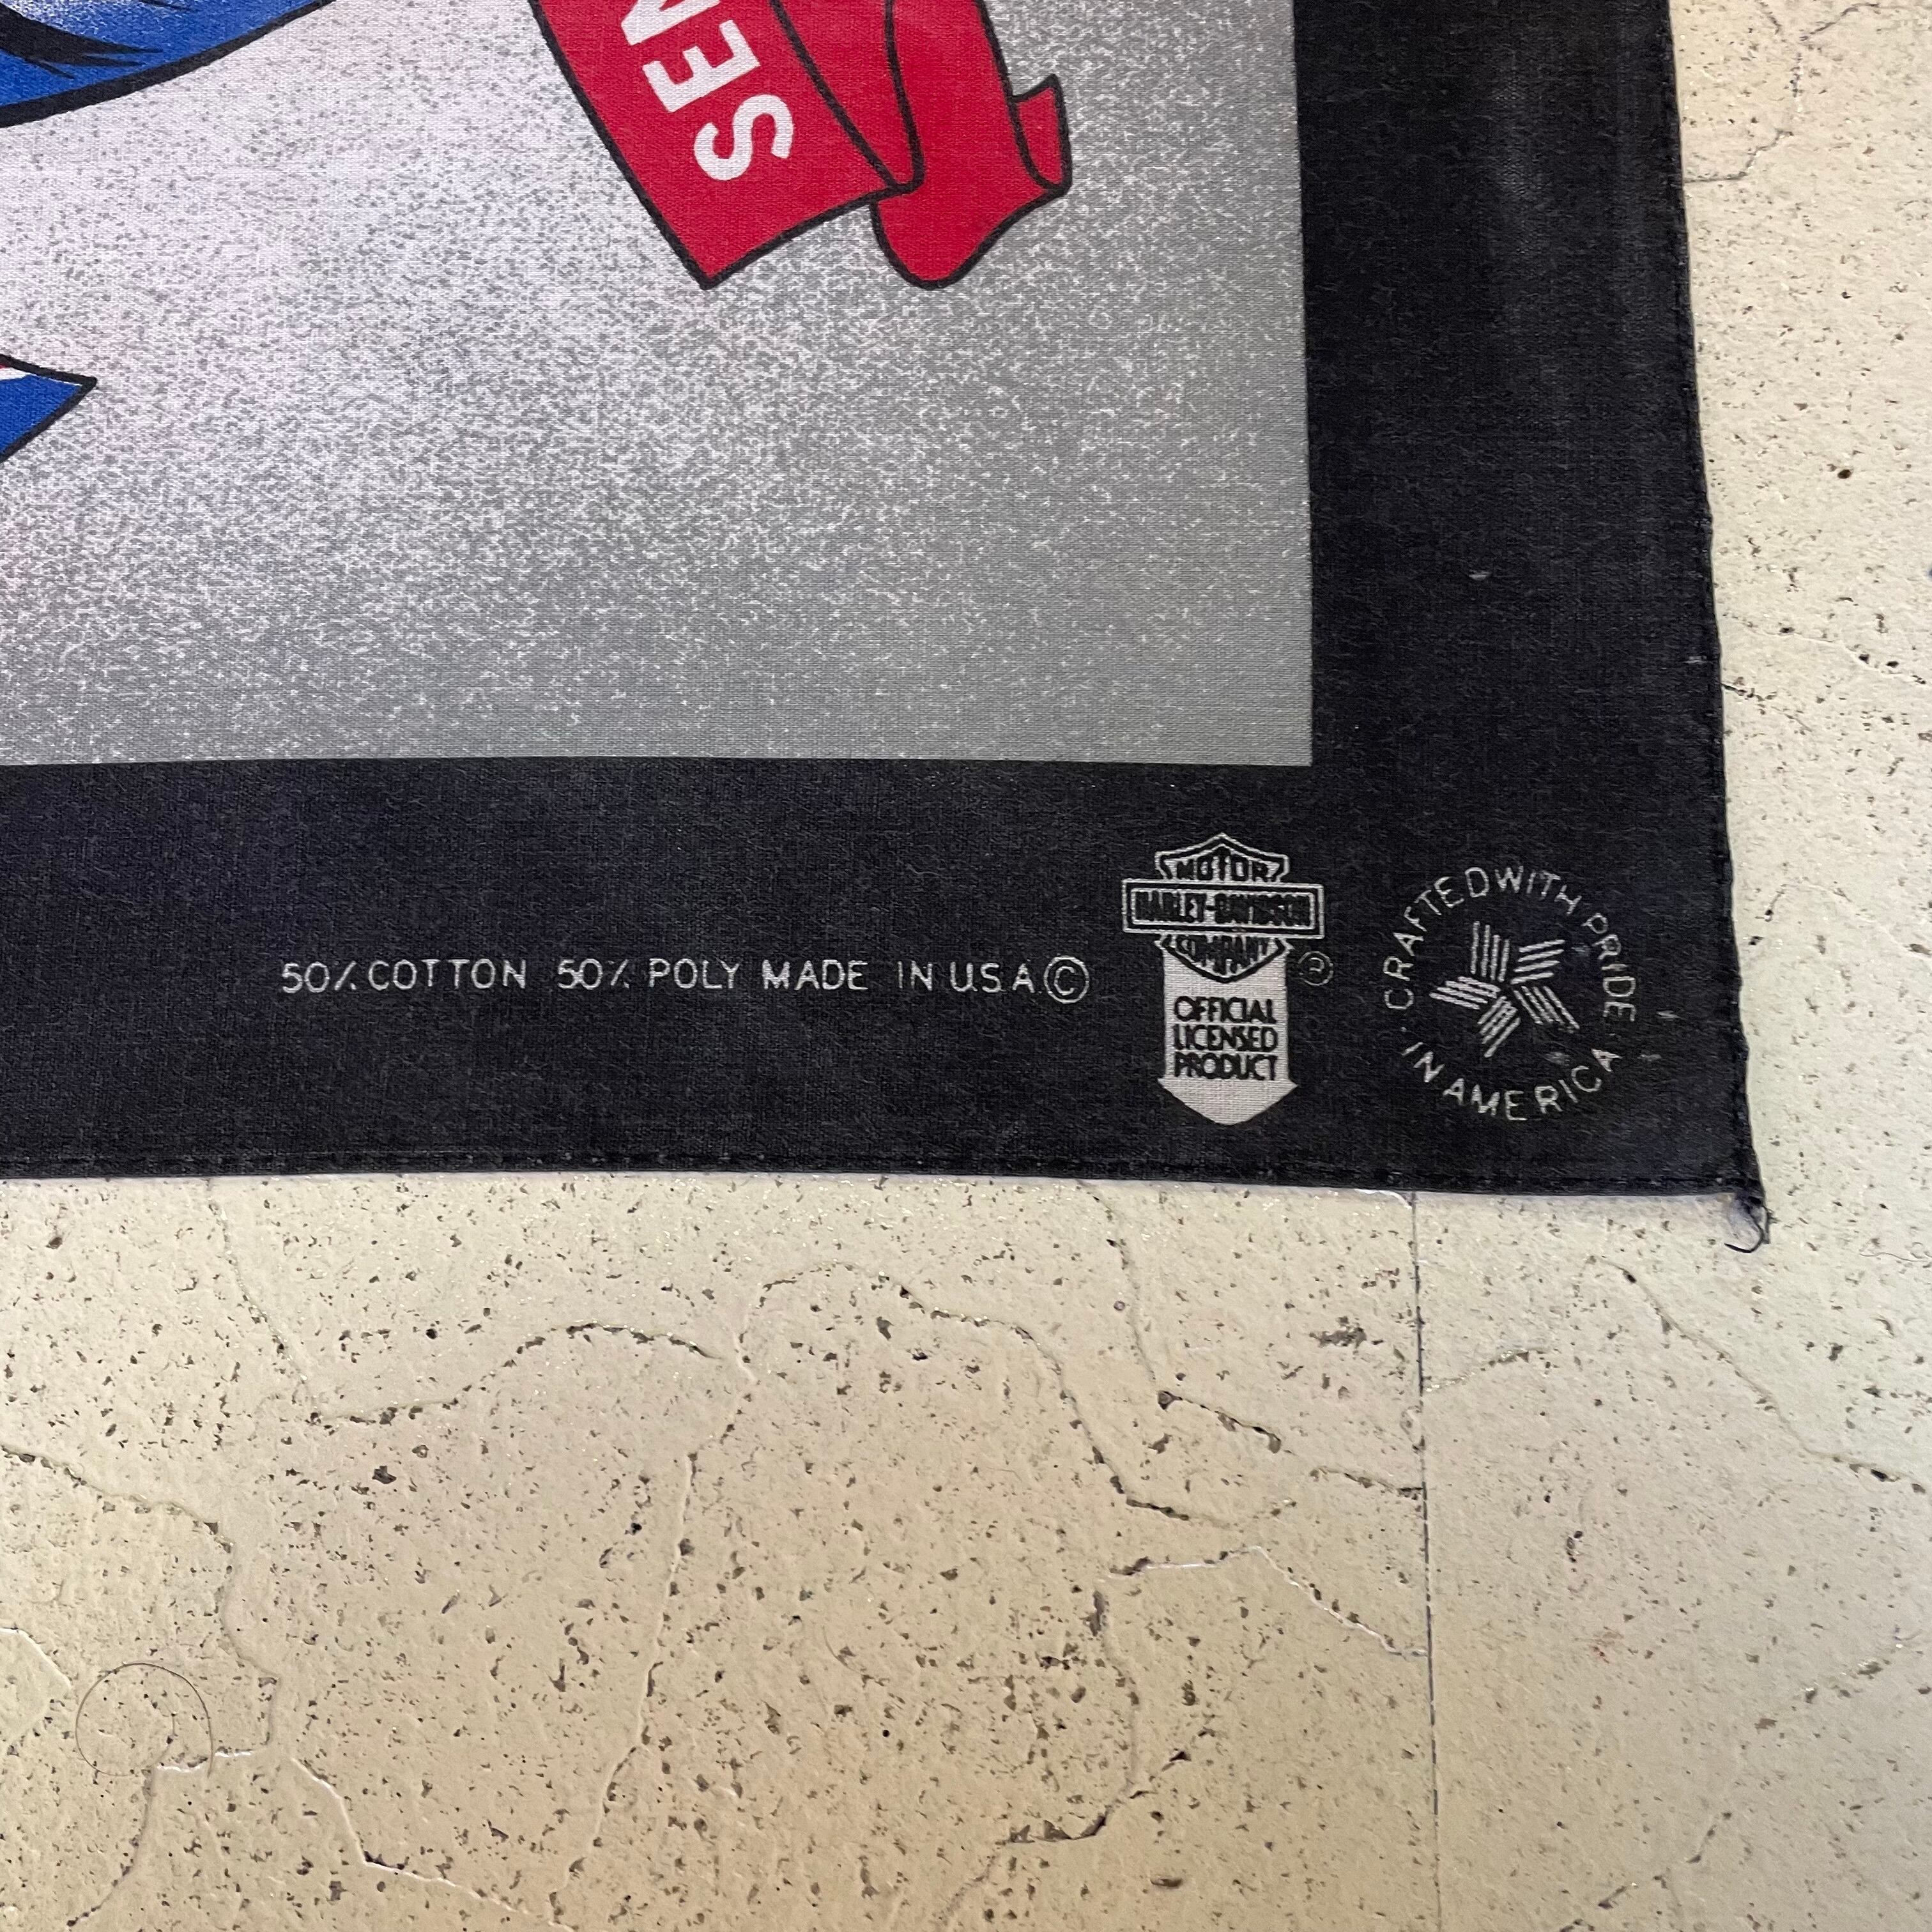 SEN
50% COTTON 50% POLY MADE IN U.S.A. ©
MOTOR
HARLEY-DAVIDSON
COMPANY
®
OFFICIAL
LICENSED
PRODUCT
CRAFTED WITH PRIDE
· IN AMERICA ·